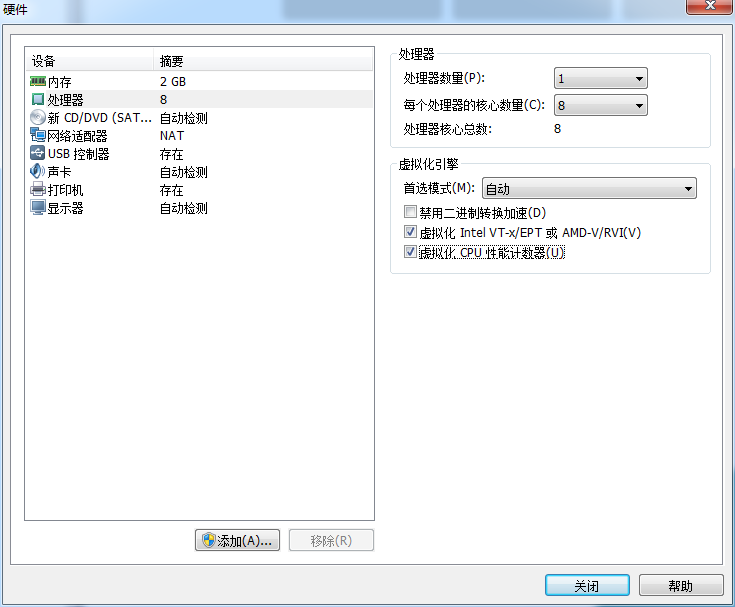 硬件
设备 摘要
内存 2 GB
处理器 8
新 CD/DVD (SAT... 自动检测
网络适配器 NAT
USB 控制器 存在
声卡 自动检测
打印机 存在
显示器 自动检测
添加(A)... 移除(R)
处理器
处理器数量(P): 1
每个处理器的核心数量(C): 8
处理器核心总数: 8
虚拟化引擎
首选模式(M): 自动
禁用二进制转换加速(D)
虚拟化 Intel VT-x/EPT 或 AMD-V/RVI(V)
虚拟化 CPU 性能计数器(U)
关闭 帮助